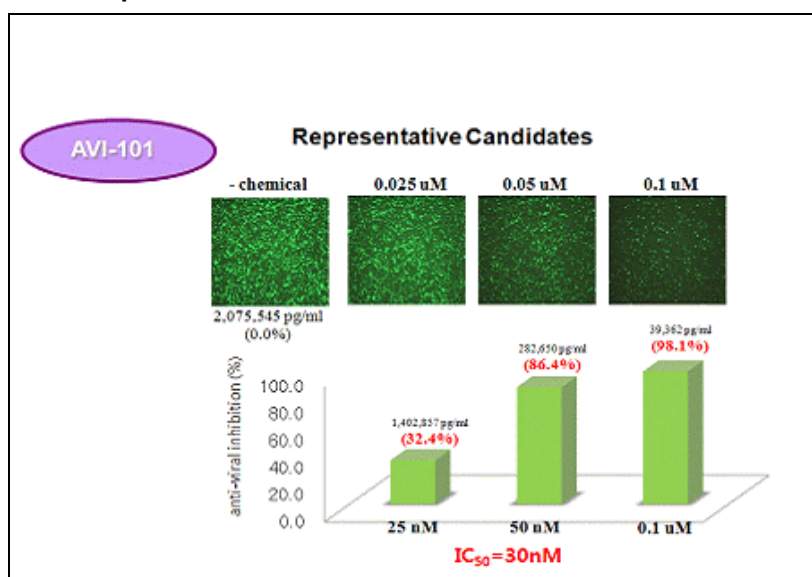 AVI-101
Representative Candidates
- chemical 0.025 uM 0.05 uM 0.1 uM
2,075,545 pg/ml
(0.0%)
1,402,857 pg/ml
(32.4%)
282,650 pg/ml
(86.4%)
39,362 pg/ml
(98.1%)
anti-viral inhibition (%)
100.0
80.0
60.0
40.0
20.0
0.0
25 nM 50 nM 0.1 uM
IC50=30nM